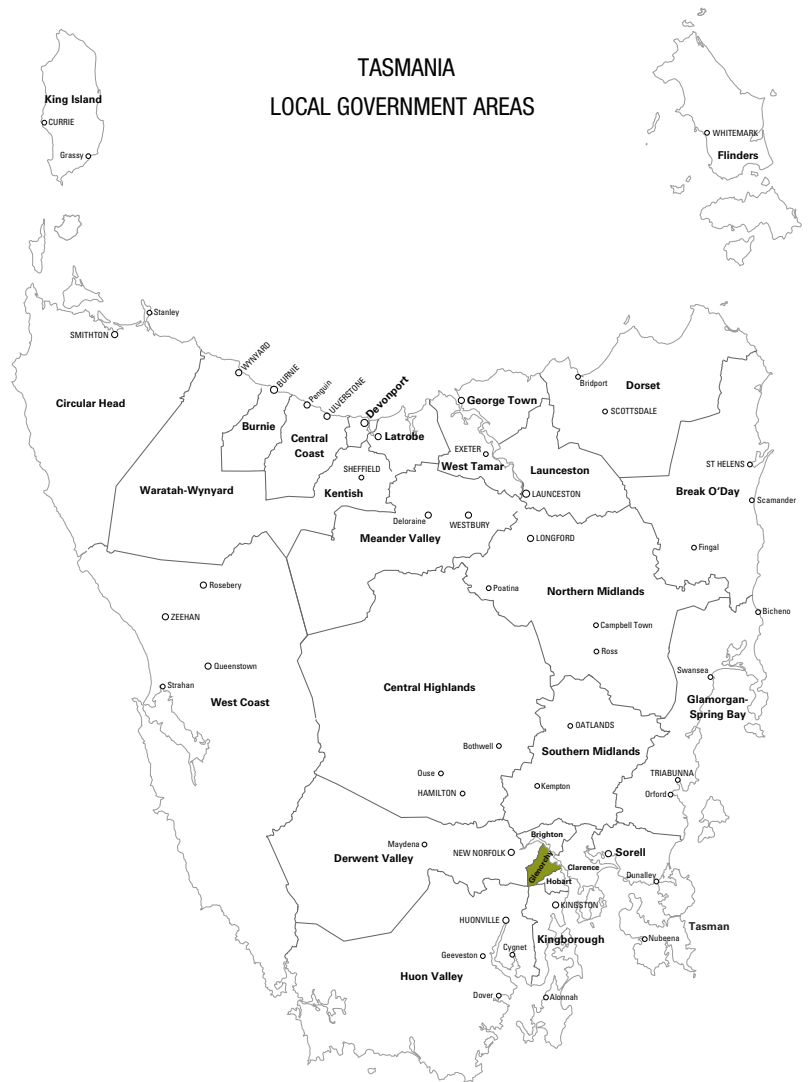 TASMANIA
LOCAL GOVERNMENT AREAS
King Island
CURRIE
Grassy
WHITEMARK
Flinders
Stanley
SMITHTON
WYNYARD
BURNIE
Penguin
ULVERSTONE
Devonport
Circular Head
Burnie
Central
Coast
Latrobe
George Town
Bridport
Dorset
SCOTTSDALE
EXETER
West Tamar
Launceston
LAUNCESTON
SHEFFIELD
Kentish
Waratah-Wynyard
ST HELENS
Break O'Day
Scamander
Deloraine
WESTBURY
Meander Valley
LONGFORD
Fingal
Rosebery
Poatina
Northern Midlands
ZEEHAN
Campbell Town
Bicheno
Ross
Queenstown
Strahan
West Coast
Central Highlands
Swansea
Glamorgan-
Spring Bay
OATLANDS
Bothwell
Southern Midlands
Ouse
HAMILTON
Kempton
TRIABUNNA
Orford
Brighton
Maydena
Derwent Valley
NEW NORFOLK
Glenorchy
Clarence
Sorell
Hobart
Dunalley
KINGSTON
HUONVILLE
Kingborough
Tasman
Nubeena
Geeveston
Cygnet
Huon Valley
Dover
Alonnah